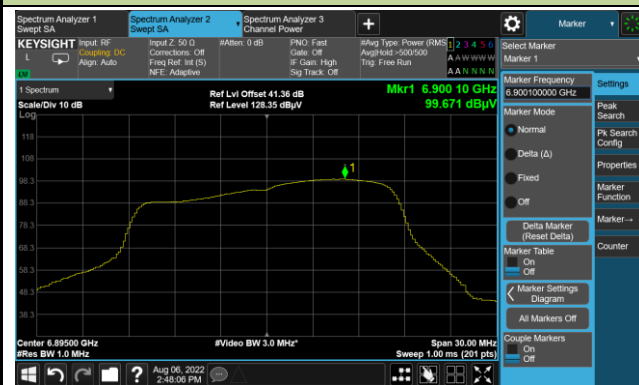 Spectrum Analyzer 1
Swept SA
Spectrum Analyzer 2
Swept SA
Spectrum Analyzer 3
Channel Power
Marker
KEYSIGHT
L
Input: RF
Coupling: DC
Align: Auto
Input Z: 50 Ω
Corrections: Off
Freq Ref: Int (S)
NFE: Adaptive
#Atten: 0 dB
PNO: Fast
Gate: Off
IF Gain: High
Sig Track: Off
#Avg Type: Power (RMS
Avg|Hold:>500/500
Trig: Free Run
1 2 3 4 5 6
A A W W W W
A A N N N N
Select Marker
Marker 1
1 Spectrum
Scale/Div 10 dB
Log
Ref Lvl Offset 41.36 dB
Ref Level 128.35 dBµV
Mkr1 6.900 10 GHz
99.671 dBµV
118
108
98.3
88.3
78.3
68.3
58.3
48.3
38.3
1
Center 6.89500 GHz
#Res BW 1.0 MHz
#Video BW 3.0 MHz*
Span 30.00 MHz
Sweep 1.00 ms (201 pts)
Marker Frequency
6.900100000 GHz
Marker Mode
Normal
Delta (Δ)
Fixed
Off
Delta Marker
(Reset Delta)
Marker Table
On
Off
Marker Settings
Diagram
All Markers Off
Couple Markers
On
Off
Settings
Peak
Search
Pk Search
Config
Properties
Marker
Function
Marker→
Counter
Aug 06, 2022
2:48:06 PM